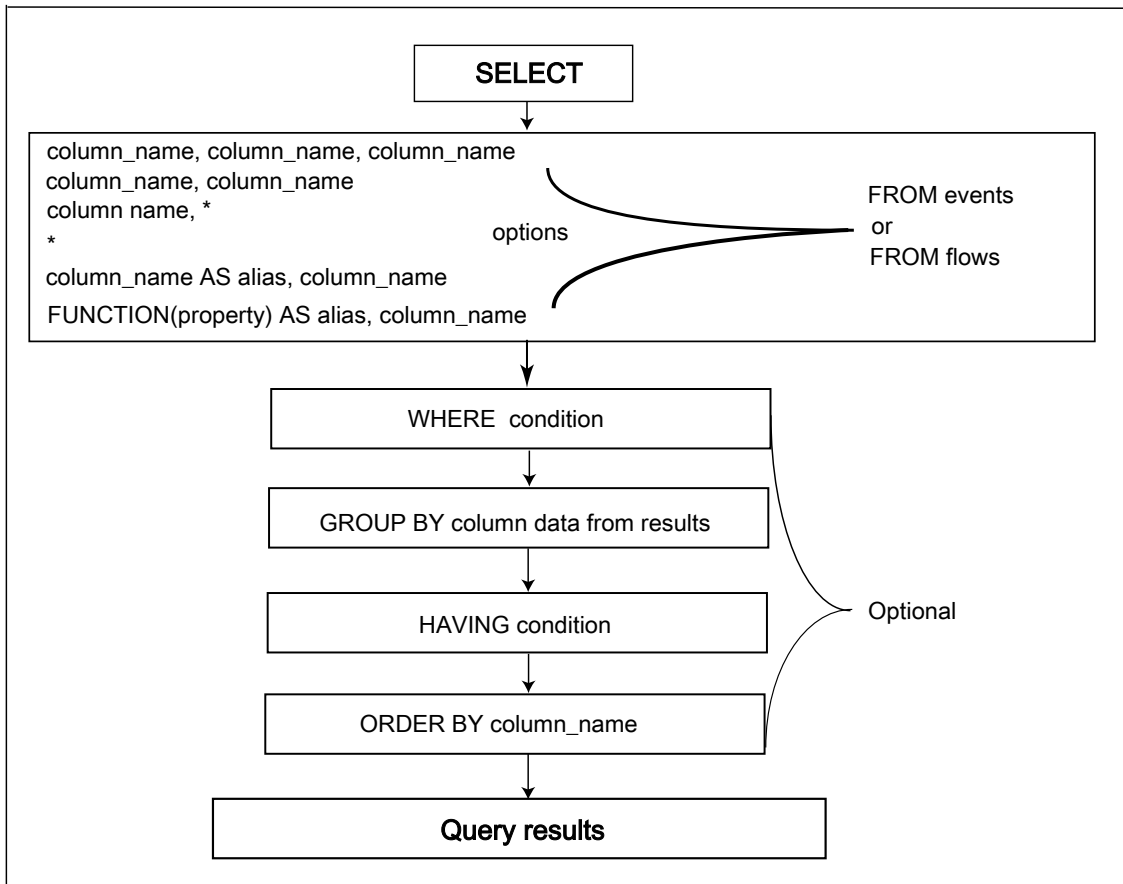 SELECT
column_name, column_name, column_name
column_name, column_name
column name, *
*
column_name AS alias, column_name
FUNCTION(property) AS alias, column_name
options
FROM events
or
FROM flows
WHERE condition
GROUP BY column data from results
HAVING condition
ORDER BY column_name
Optional
Query results